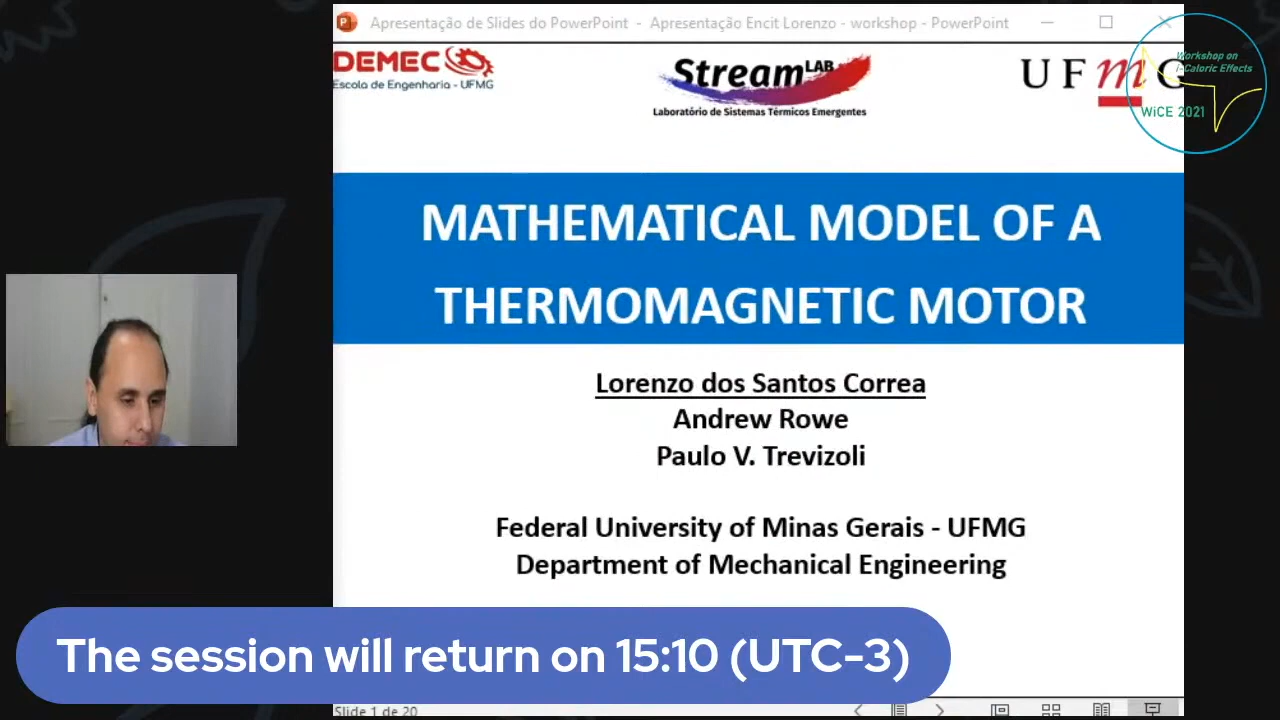 Apresentação de Slides do PowerPoint - Apresentação Encit Lorenzo - workshop - PowerPoint
DEMEC
Escola de Engenharia - UFMG
Stream LAB
Laboratório de Sistemas Térmicos Emergentes
UFmG
Workshop on
i-Caloric Effects
WiCE 2021
MATHEMATICAL MODEL OF A
THERMOMAGNETIC MOTOR
Lorenzo dos Santos Correa
Andrew Rowe
Paulo V. Trevizoli
Federal University of Minas Gerais - UFMG
Department of Mechanical Engineering
The session will return on 15:10 (UTC-3)
Slide 1 de 20